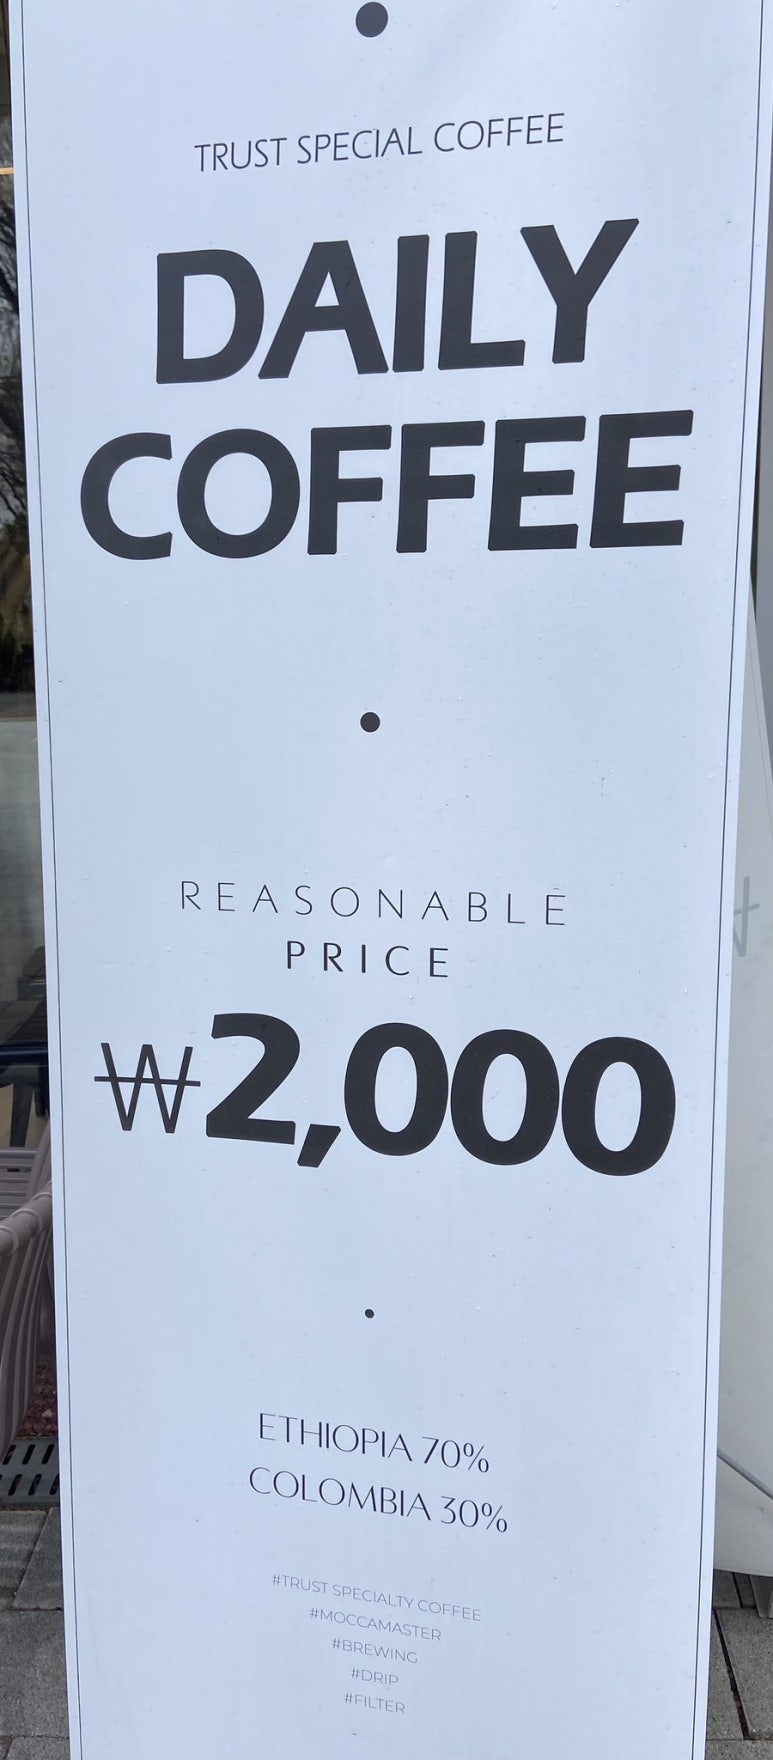 TRUST SPECIAL COFFEE
DAILY
COFFEE
REASONABLE
PRICE
₩2,000
ETHIOPIA 70%
COLOMBIA 30%
#TRUST SPECIALTY COFFEE
#MOCCAMASTER
#BREWING
#DRIP
#FILTER